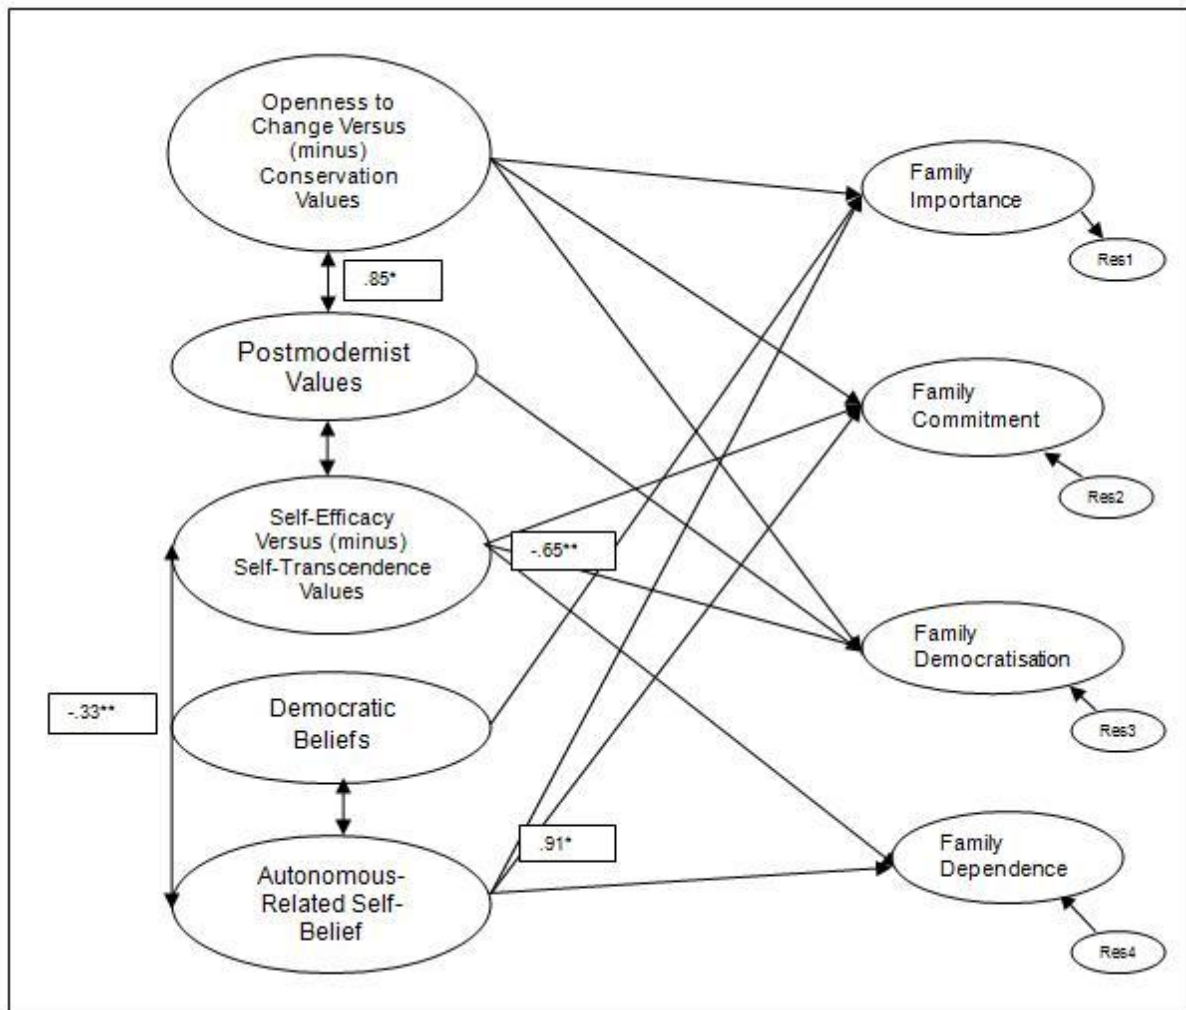 Openness to
Change Versus
(minus)
Conservation
Values
.85*
Postmodernist
Values
Self-Efficacy
Versus (minus)
Self-Transcendence
Values
-.65**
Democratic
Beliefs
-.33**
Autonomous-
Related Self-
Belief
.91*
Family
Importance
Res1
Family
Commitment
Res2
Family
Democratisation
Res3
Family
Dependence
Res4